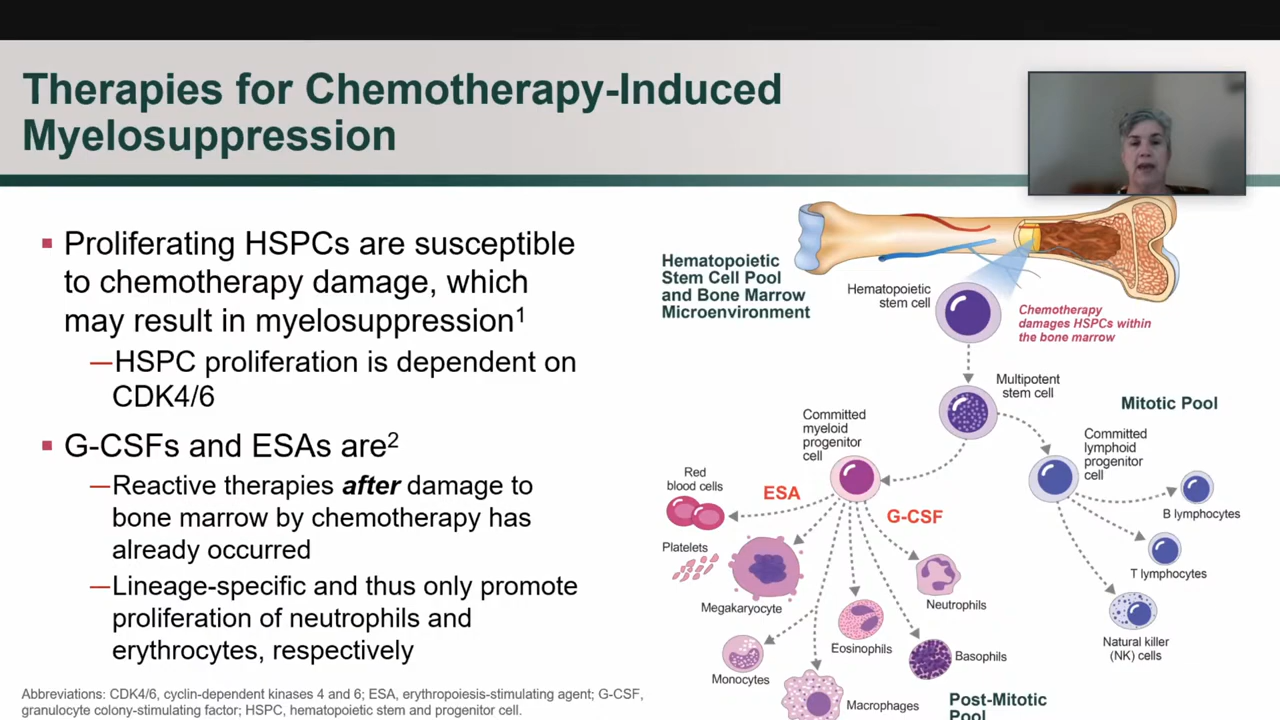 Therapies for Chemotherapy-Induced
Myelosuppression
▪ Proliferating HSPCs are susceptible
to chemotherapy damage, which
may result in myelosuppression¹
—HSPC proliferation is dependent on
CDK4/6
▪ G-CSFs and ESAs are²
—Reactive therapies after damage to
bone marrow by chemotherapy has
already occurred
—Lineage-specific and thus only promote
proliferation of neutrophils and
erythrocytes, respectively
Abbreviations: CDK4/6, cyclin-dependent kinases 4 and 6; ESA, erythropoiesis-stimulating agent; G-CSF,
granulocyte colony-stimulating factor; HSPC, hematopoietic stem and progenitor cell.
Hematopoietic
Stem Cell Pool
and Bone Marrow
Microenvironment
Hematopoietic
stem cell
Chemotherapy
damages HSPCs within
the bone marrow
Multipotent
stem cell
Mitotic Pool
Committed
myeloid
progenitor
cell
Committed
lymphoid
progenitor
cell
Red
blood cells
ESA
G-CSF
B lymphocytes
Platelets
T lymphocytes
Megakaryocyte
Neutrophils
Eosinophils
Basophils
Natural killer
(NK) cells
Monocytes
Macrophages
Post-Mitotic
Pool